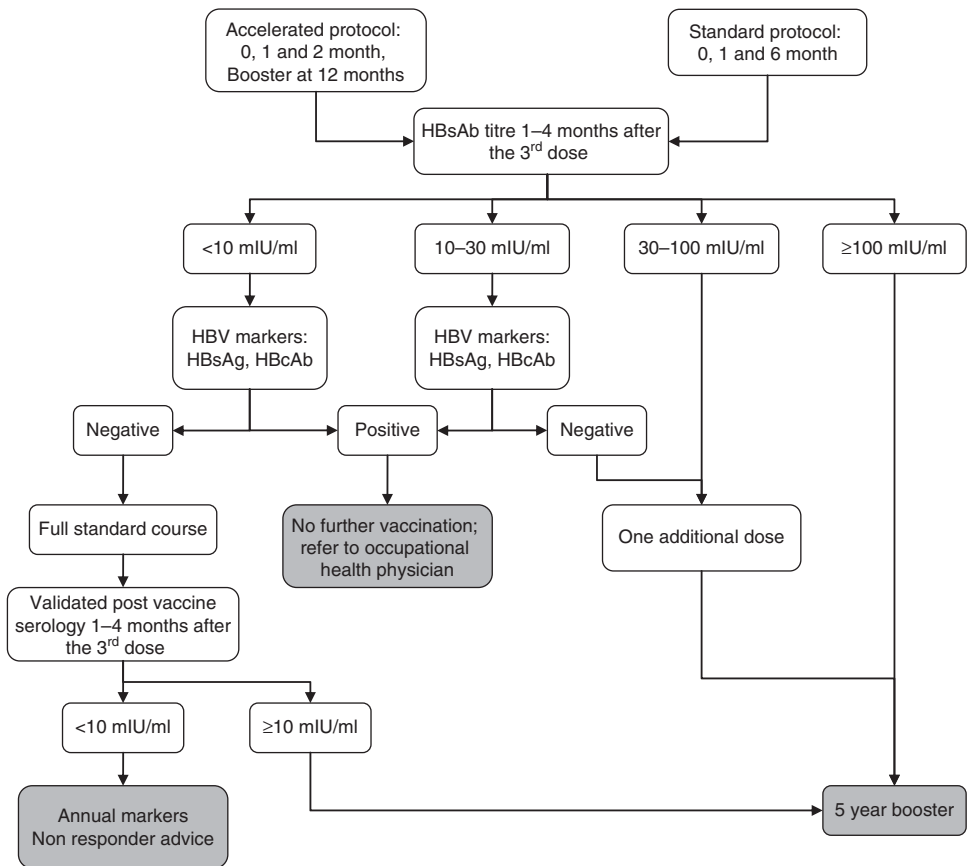 Accelerated protocol:
0, 1 and 2 month,
Booster at 12 months
Standard protocol:
0, 1 and 6 month
HBsAb titre 1–4 months after
the 3rd dose
<10 mIU/ml
10–30 mIU/ml
30–100 mIU/ml
≥100 mIU/ml
HBV markers:
HBsAg, HBcAb
HBV markers:
HBsAg, HBcAb
Negative
Positive
Negative
Full standard course
No further vaccination;
refer to occupational
health physician
One additional dose
Validated post vaccine
serology 1–4 months after
the 3rd dose
<10 mIU/ml
≥10 mIU/ml
Annual markers
Non responder advice
5 year booster